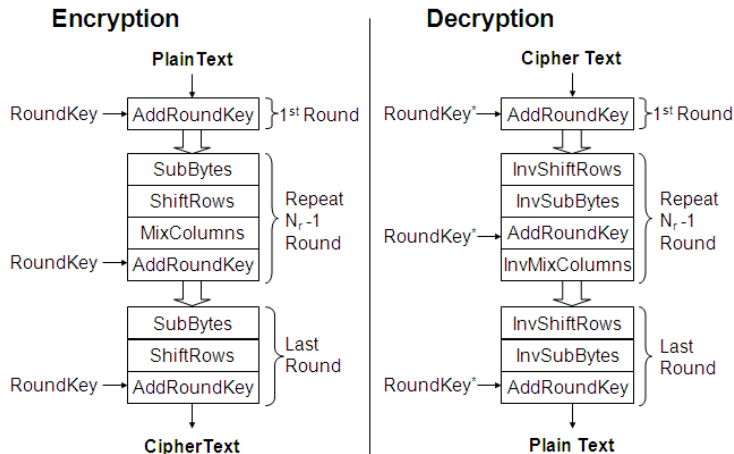 Encryption
PlainText
RoundKey
AddRoundKey
1st Round
SubBytes
ShiftRows
MixColumns
RoundKey
AddRoundKey
Repeat
Nr -1
Round
SubBytes
ShiftRows
RoundKey
AddRoundKey
Last
Round
CipherText
Decryption
Cipher Text
RoundKey*
AddRoundKey
1st Round
InvShiftRows
InvSubBytes
RoundKey*
AddRoundKey
InvMixColumns
Repeat
Nr -1
Round
InvShiftRows
InvSubBytes
RoundKey*
AddRoundKey
Last
Round
Plain Text